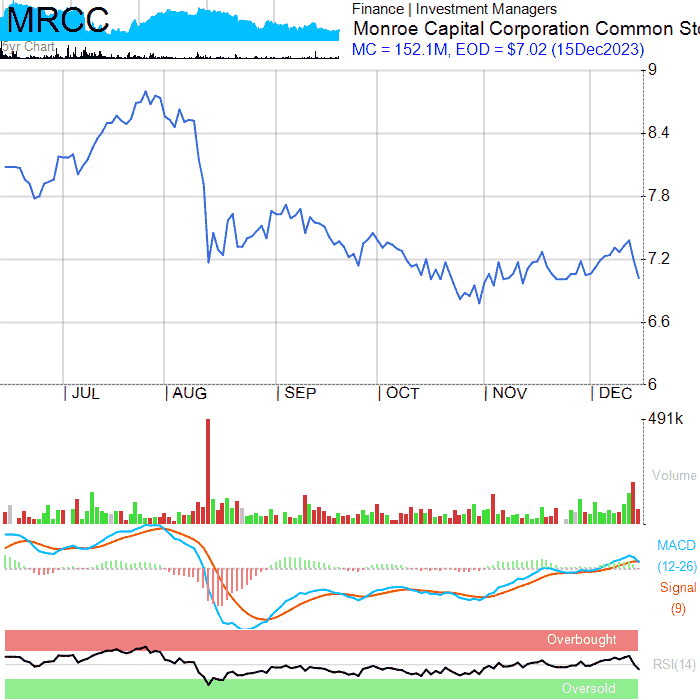 MRCC
5yr Chart
Finance | Investment Managers
Monroe Capital Corporation Common Sto
MC = 152.1M, EOD = $7.02 (15Dec2023)
9
8.4
7.8
7.2
6.6
6
| JUL | AUG | SEP | OCT | NOV | DEC
491k
Volume
MACD
(12-26)
Signal
(9)
Overbought
RSI(14)
Oversold